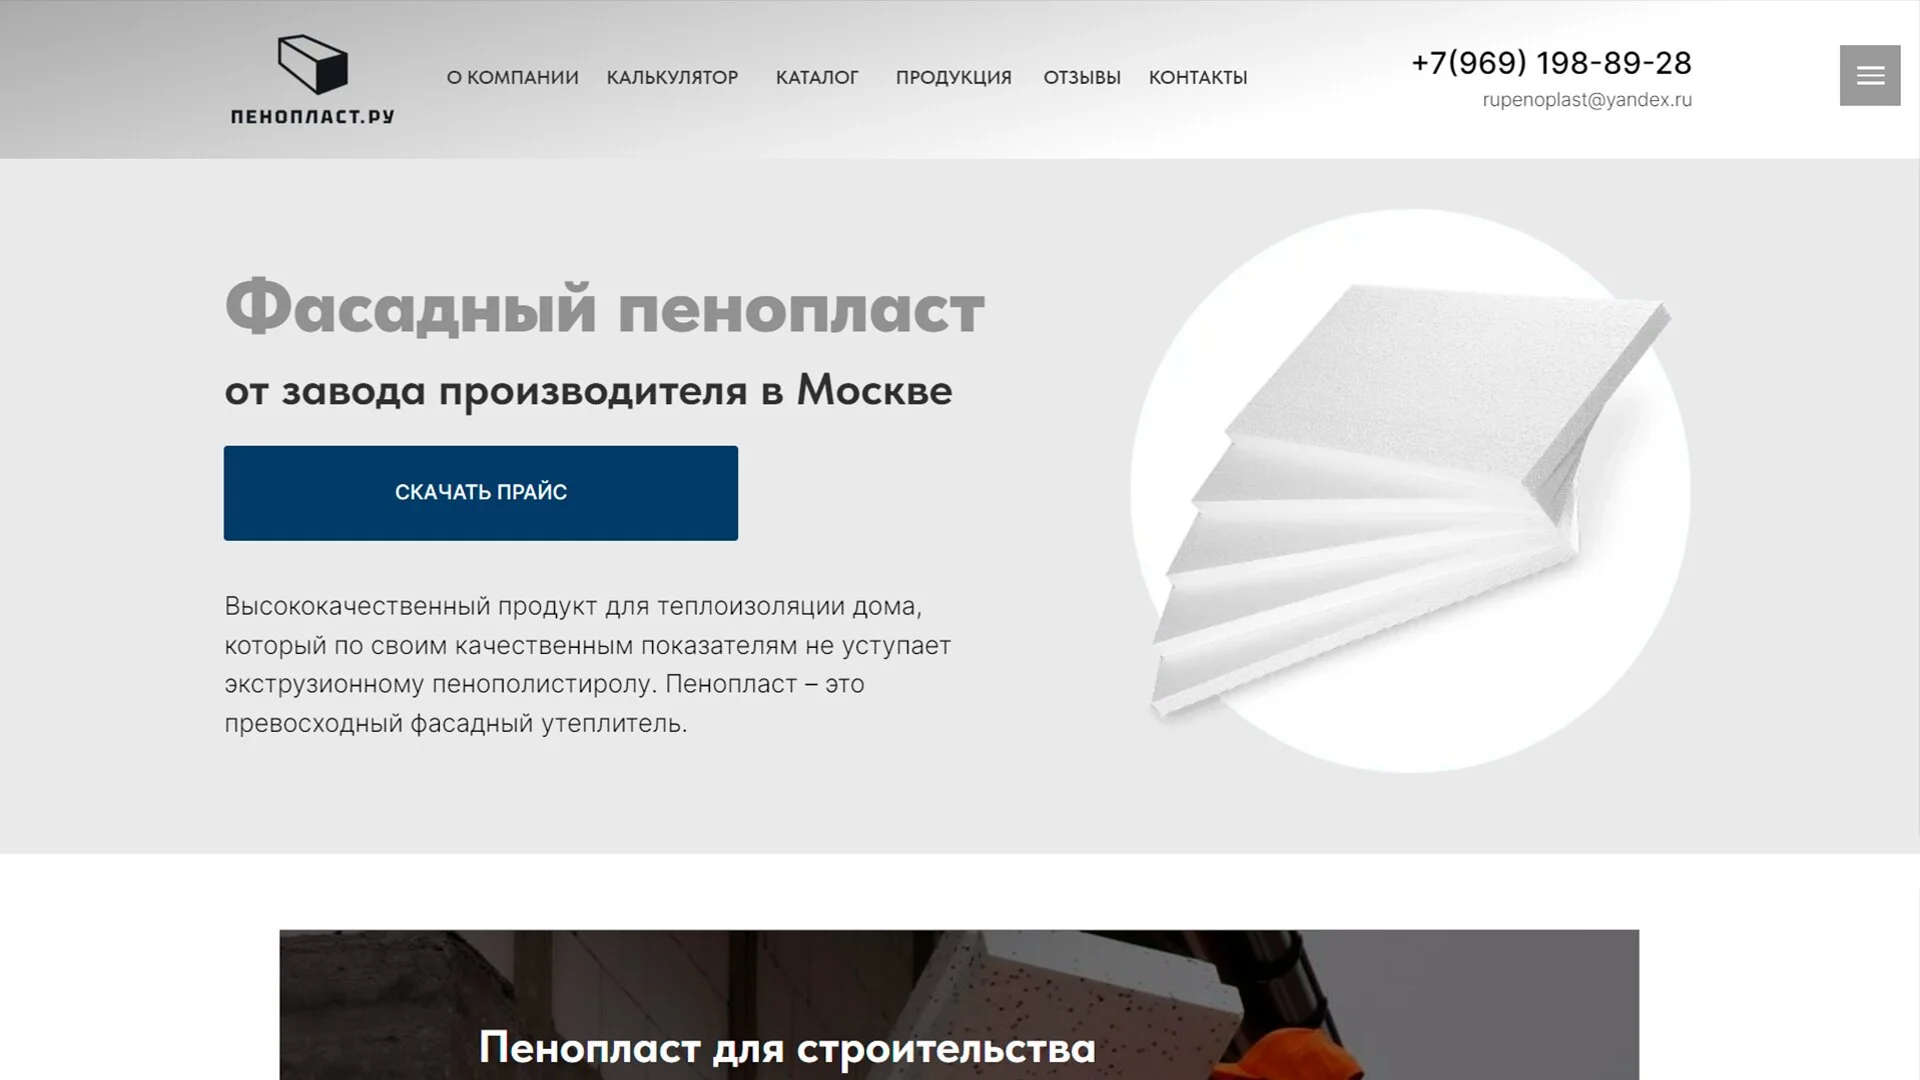 ПЕНОПЛАСТ.РУ
О КОМПАНИИ
КАЛЬКУЛЯТОР
КАТАЛОГ
ПРОДУКЦИЯ
ОТЗЫВЫ
КОНТАКТЫ
+7(969) 198-89-28
rupenoplast@yandex.ru
Фасадный пенопласт
от завода производителя в Москве
СКАЧАТЬ ПРАЙС
Высококачественный продукт для теплоизоляции дома,
который по своим качественным показателям не уступает
экструзионному пенополистиролу. Пенопласт – это
превосходный фасадный утеплитель.
Пенопласт для строительства